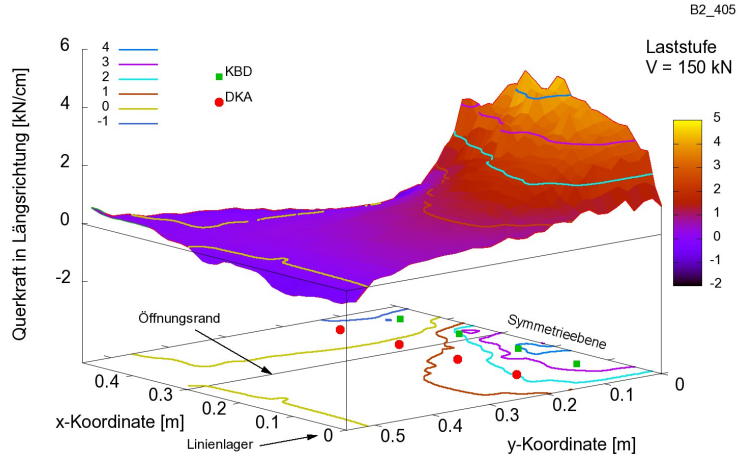 B2_405
Laststufe
V = 150 kN
Querkraft in Längsrichtung [kN/cm]
6
4
2
0
-2
4
3
2
1
0
-1
KBD
DKA
5
4
3
2
1
0
-1
-2
Öffnungsrand
Symmetrieebene
Linienlager
x-Koordinate [m]
0.4
0.3
0.2
0.1
0
y-Koordinate [m]
0.5
0.4
0.3
0.2
0.1
0